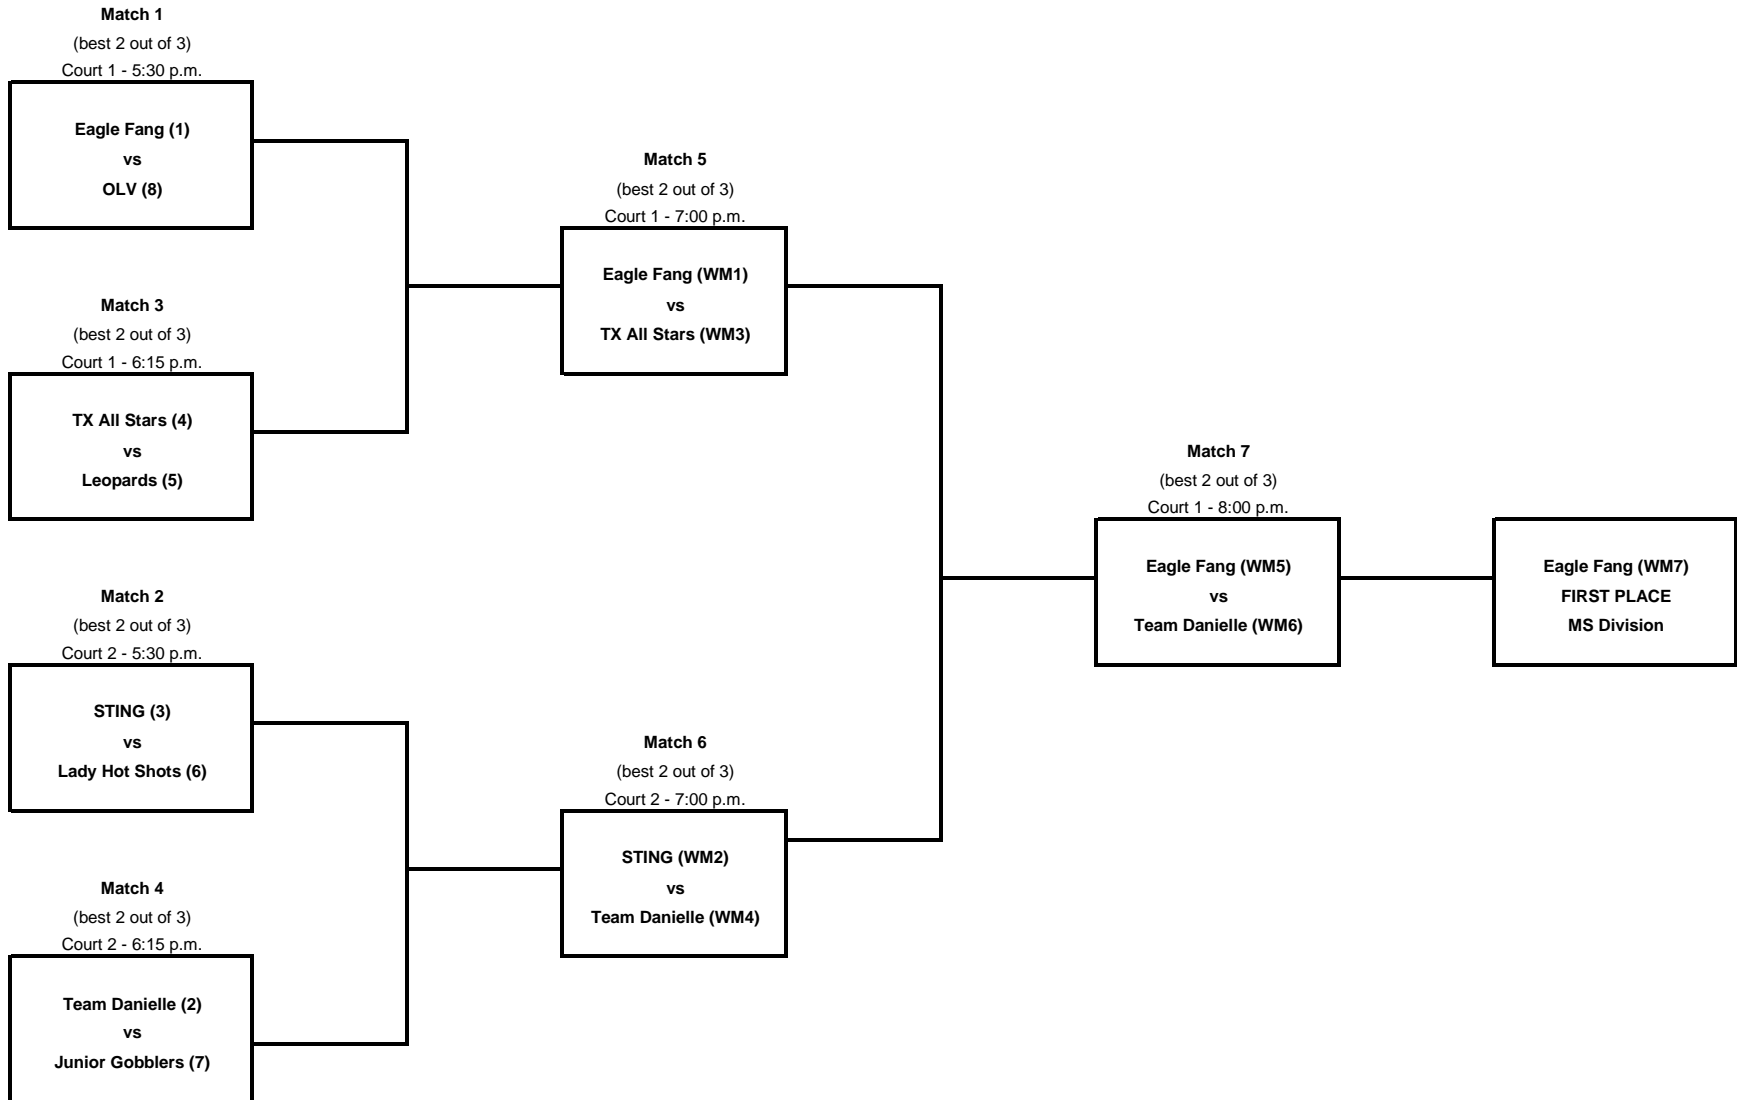 Match 1
(best 2 out of 3)
Court 1 - 5:30 p.m.
Eagle Fang (1)
vs
OLV (8)
Match 3
(best 2 out of 3)
Court 1 - 6:15 p.m.
TX All Stars (4)
vs
Leopards (5)
Match 2
(best 2 out of 3)
Court 2 - 5:30 p.m.
STING (3)
vs
Lady Hot Shots (6)
Match 4
(best 2 out of 3)
Court 2 - 6:15 p.m.
Team Danielle (2)
vs
Junior Gobblers (7)
Match 5
(best 2 out of 3)
Court 1 - 7:00 p.m.
Eagle Fang (WM1)
vs
TX All Stars (WM3)
Match 6
(best 2 out of 3)
Court 2 - 7:00 p.m.
STING (WM2)
vs
Team Danielle (WM4)
Match 7
(best 2 out of 3)
Court 1 - 8:00 p.m.
Eagle Fang (WM5)
vs
Team Danielle (WM6)
Eagle Fang (WM7)
FIRST PLACE
MS Division